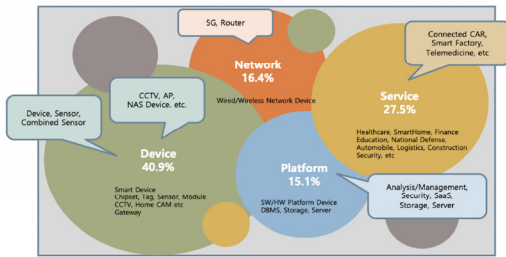 5G, Router
Connected CAR,
Smart Factory,
Telemedicine, etc
Network
16.4%
Wired/Wireless Network Device
CCTV, AP,
NAS Device. etc.
Device, Sensor,
Combined Sensor
Service
27.5%
Healthcare, SmartHome, Finance
Education, National Defense,
Automobile, Logistics, Construction
Security, etc
Device
40.9%
Smart Device
Chipset, Tag, Sensor, Module
CCTV, Home CAM etc
Gateway
Platform
15.1%
SW/HW Platform Device
DBMS, Storage, Server
Analysis/Management,
Security, SaaS,
Storage, Server